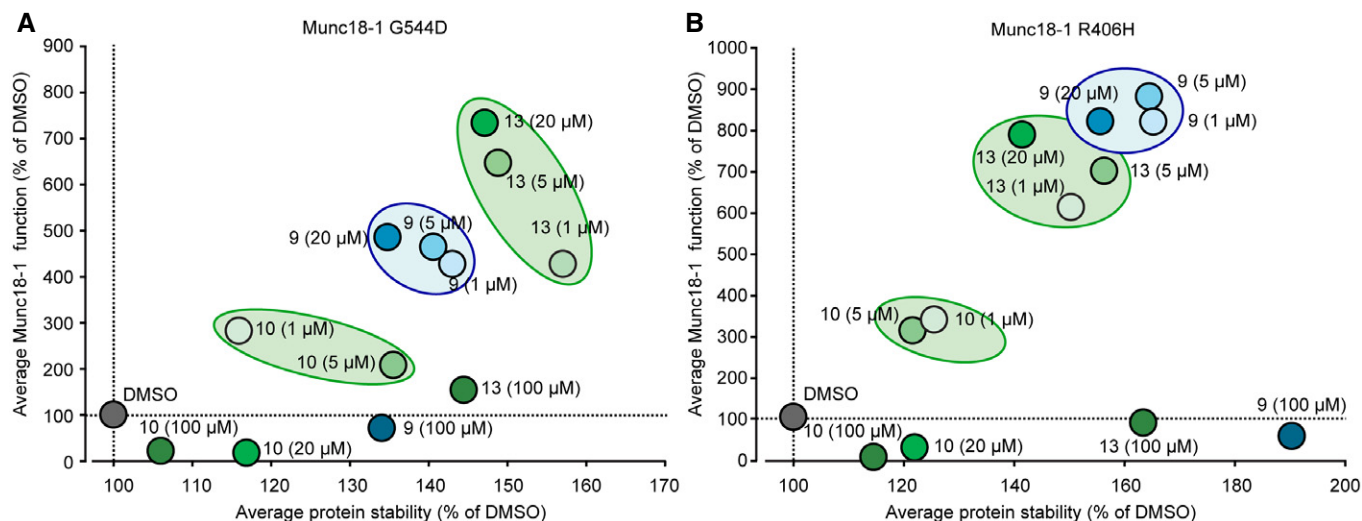 A
Munc18-1 G544D
Average Munc18-1 function (% of DMSO)
900
800
700
600
500
400
300
200
100
0
13 (20 µM)
13 (5 µM)
13 (1 µM)
9 (5 µM)
9 (20 µM)
9 (1 µM)
10 (1 µM)
10 (5 µM)
13 (100 µM)
DMSO
9 (100 µM)
10 (100 µM)
10 (20 µM)
100 110 120 130 140 150 160 170
Average protein stability (% of DMSO)
B
Munc18-1 R406H
Average Munc18-1 function (% of DMSO)
1000
900
800
700
600
500
400
300
200
100
0
9 (5 µM)
9 (20 µM)
9 (1 µM)
13 (20 µM)
13 (5 µM)
13 (1 µM)
10 (5 µM)
10 (1 µM)
DMSO
9 (100 µM)
10 (100 µM)
10 (20 µM)
13 (100 µM)
100 120 140 160 180 200
Average protein stability (% of DMSO)